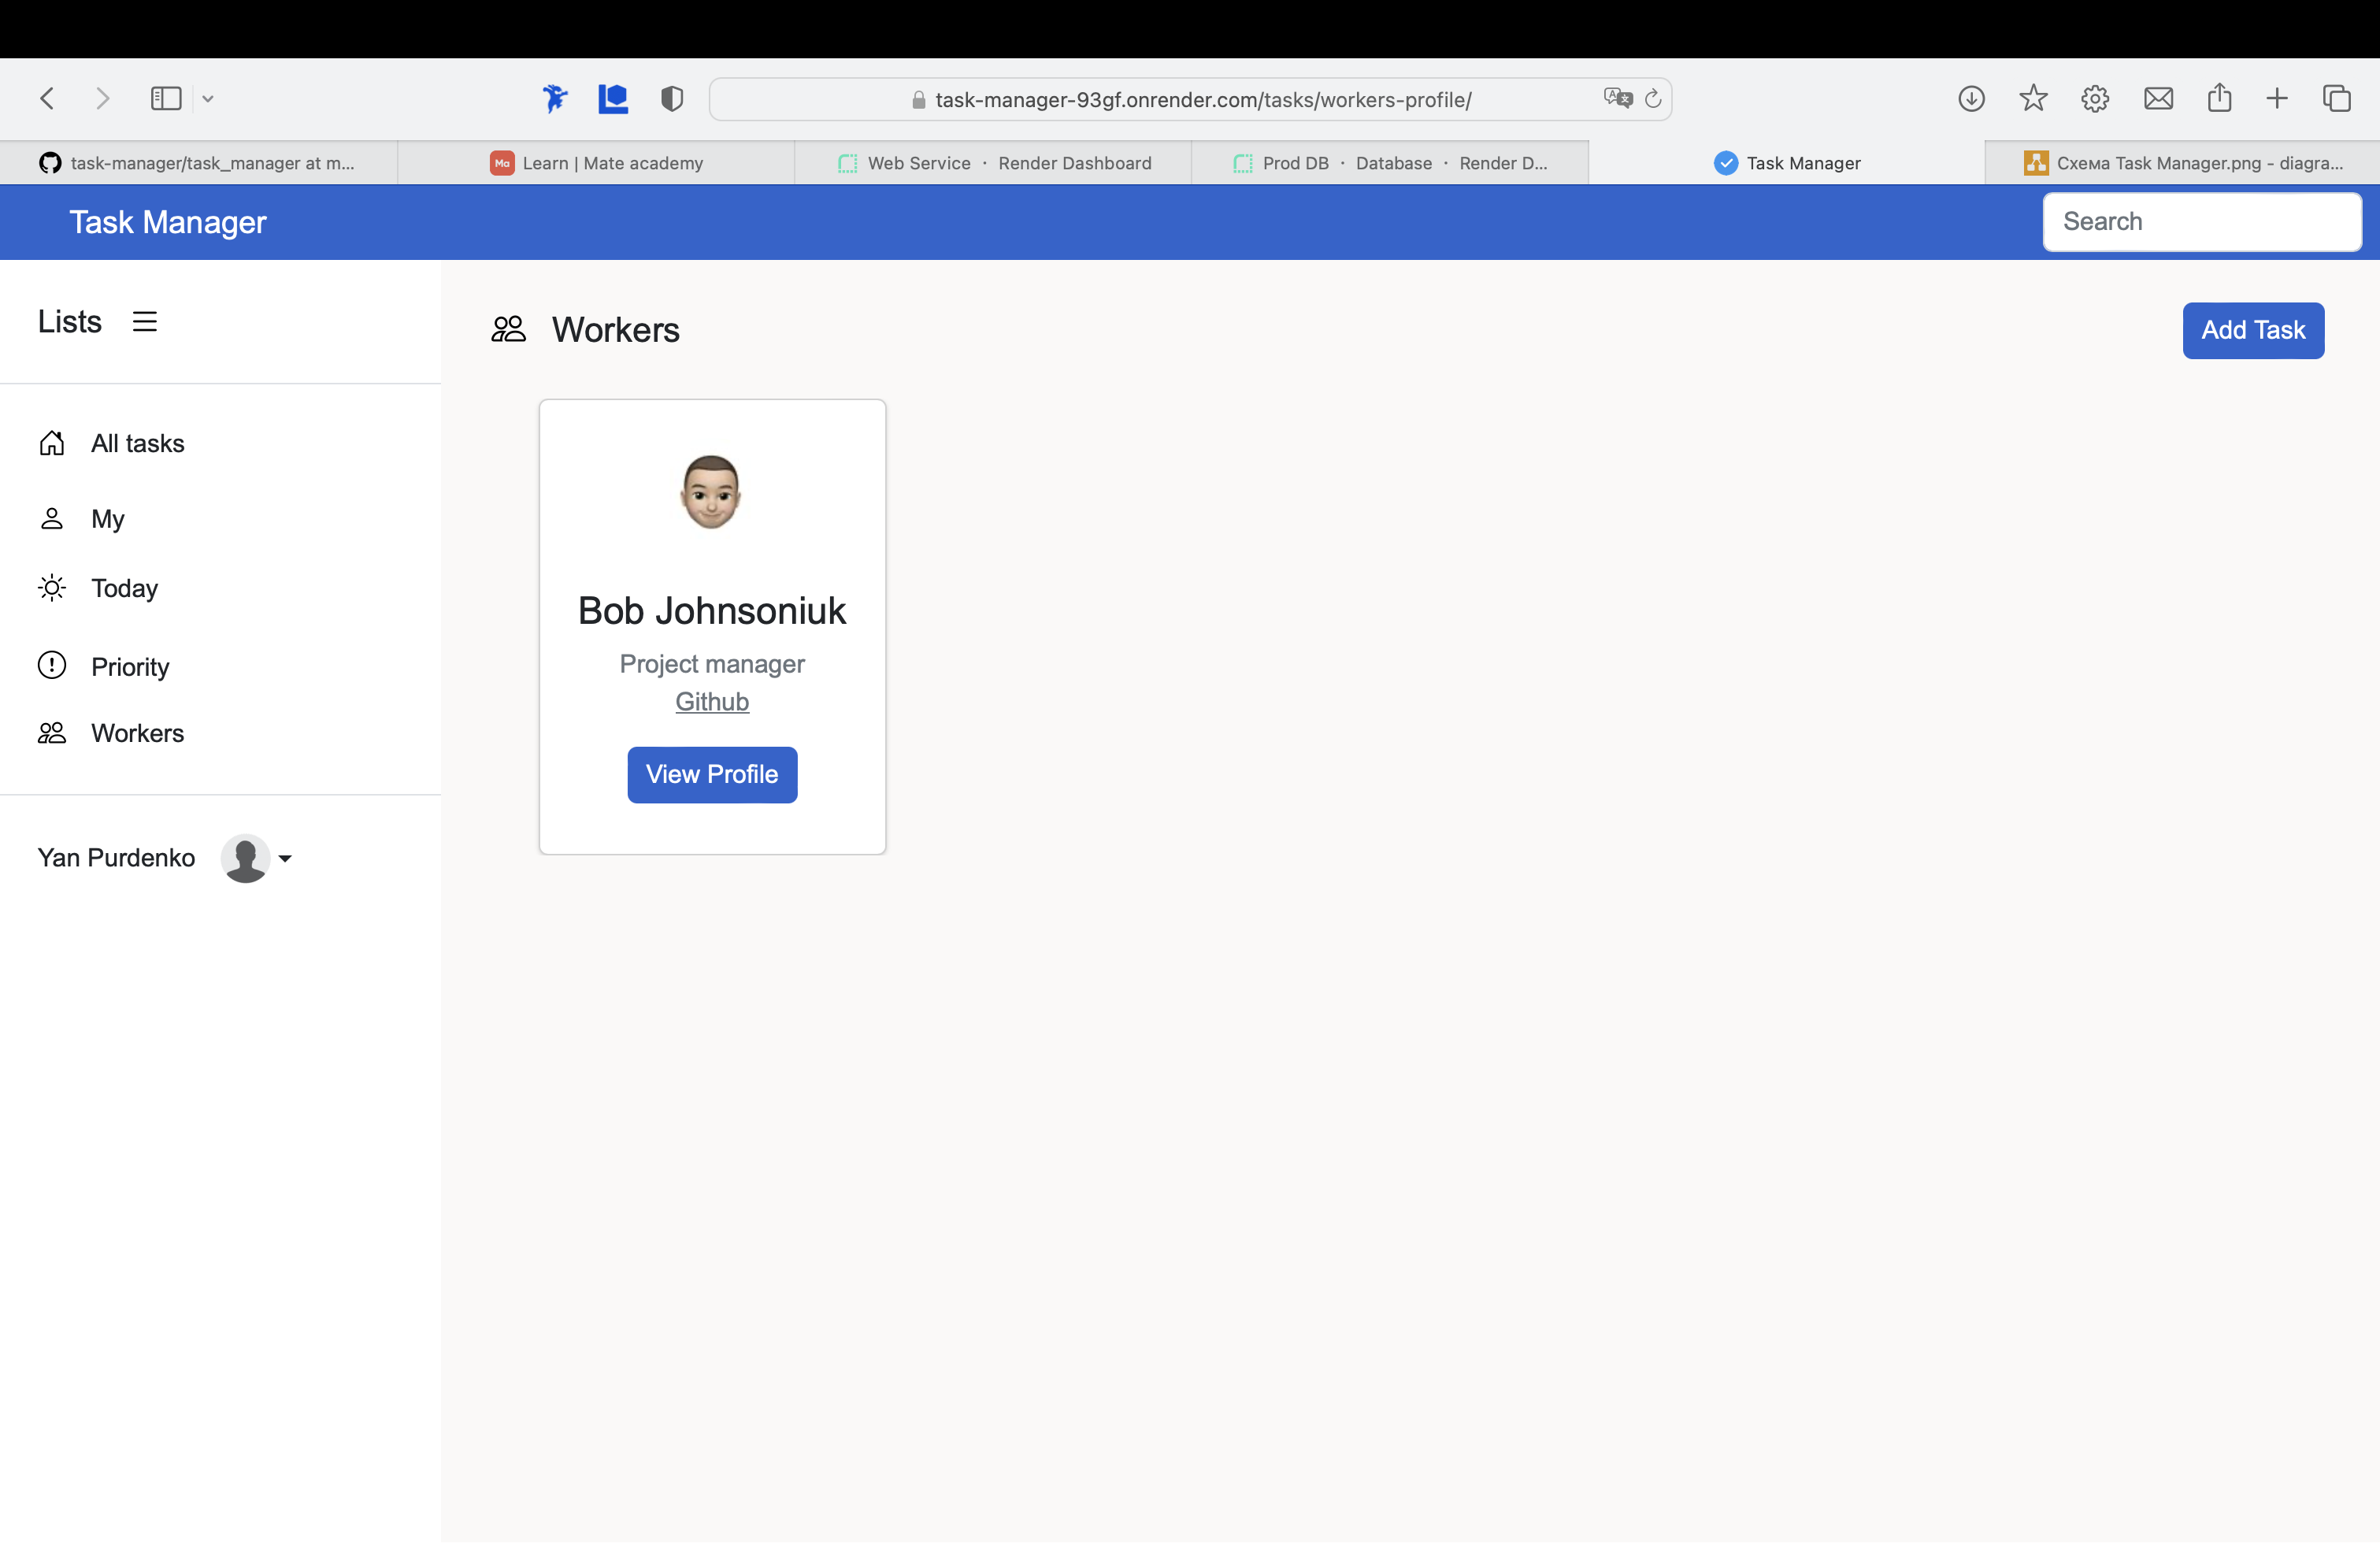 task-manager-93gf.onrender.com/tasks/workers-profile/
task-manager/task_manager at m...
Ma Learn | Mate academy
Web Service · Render Dashboard
Prod DB · Database · Render D...
Task Manager
Схема Task Manager.png - diagra...
Task Manager
Search
Lists
Workers
Add Task
All tasks
My
Today
Priority
Workers
Yan Purdenko
Bob Johnsoniuk
Project manager
Github
View Profile